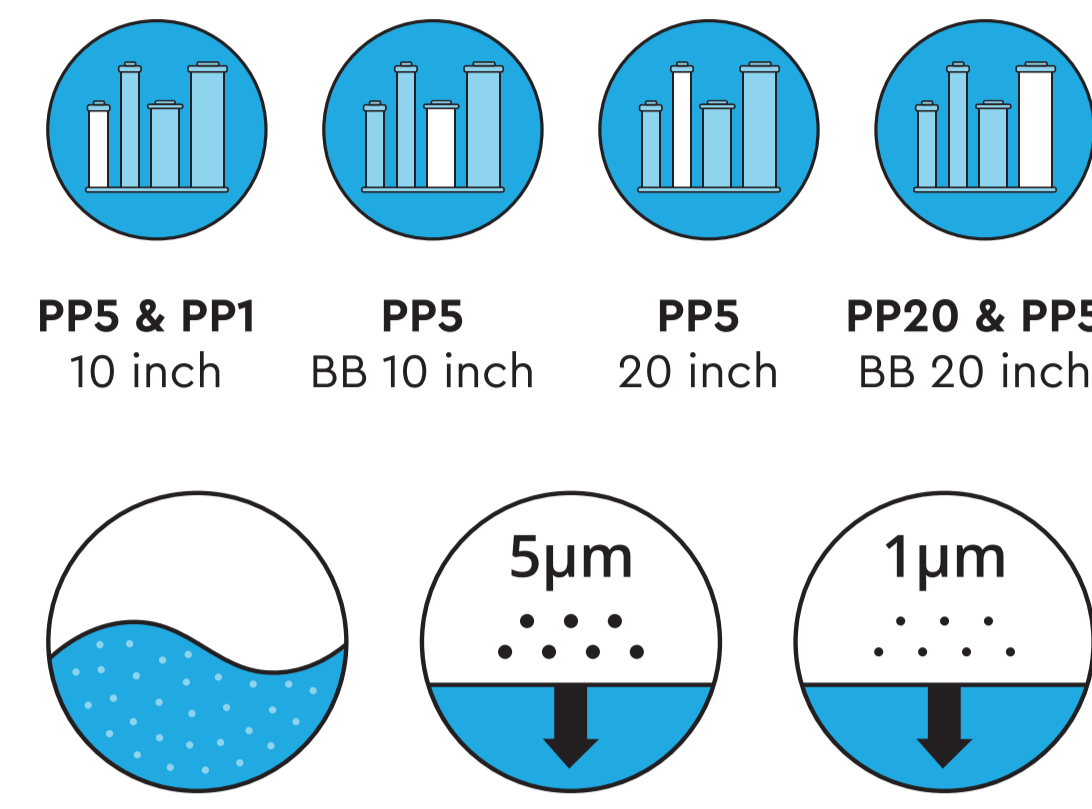 PP5 & PP1
10 inch
PP5
BB 10 inch
PP5
20 inch
PP20 & PP5
BB 20 inch
5µm
1µm